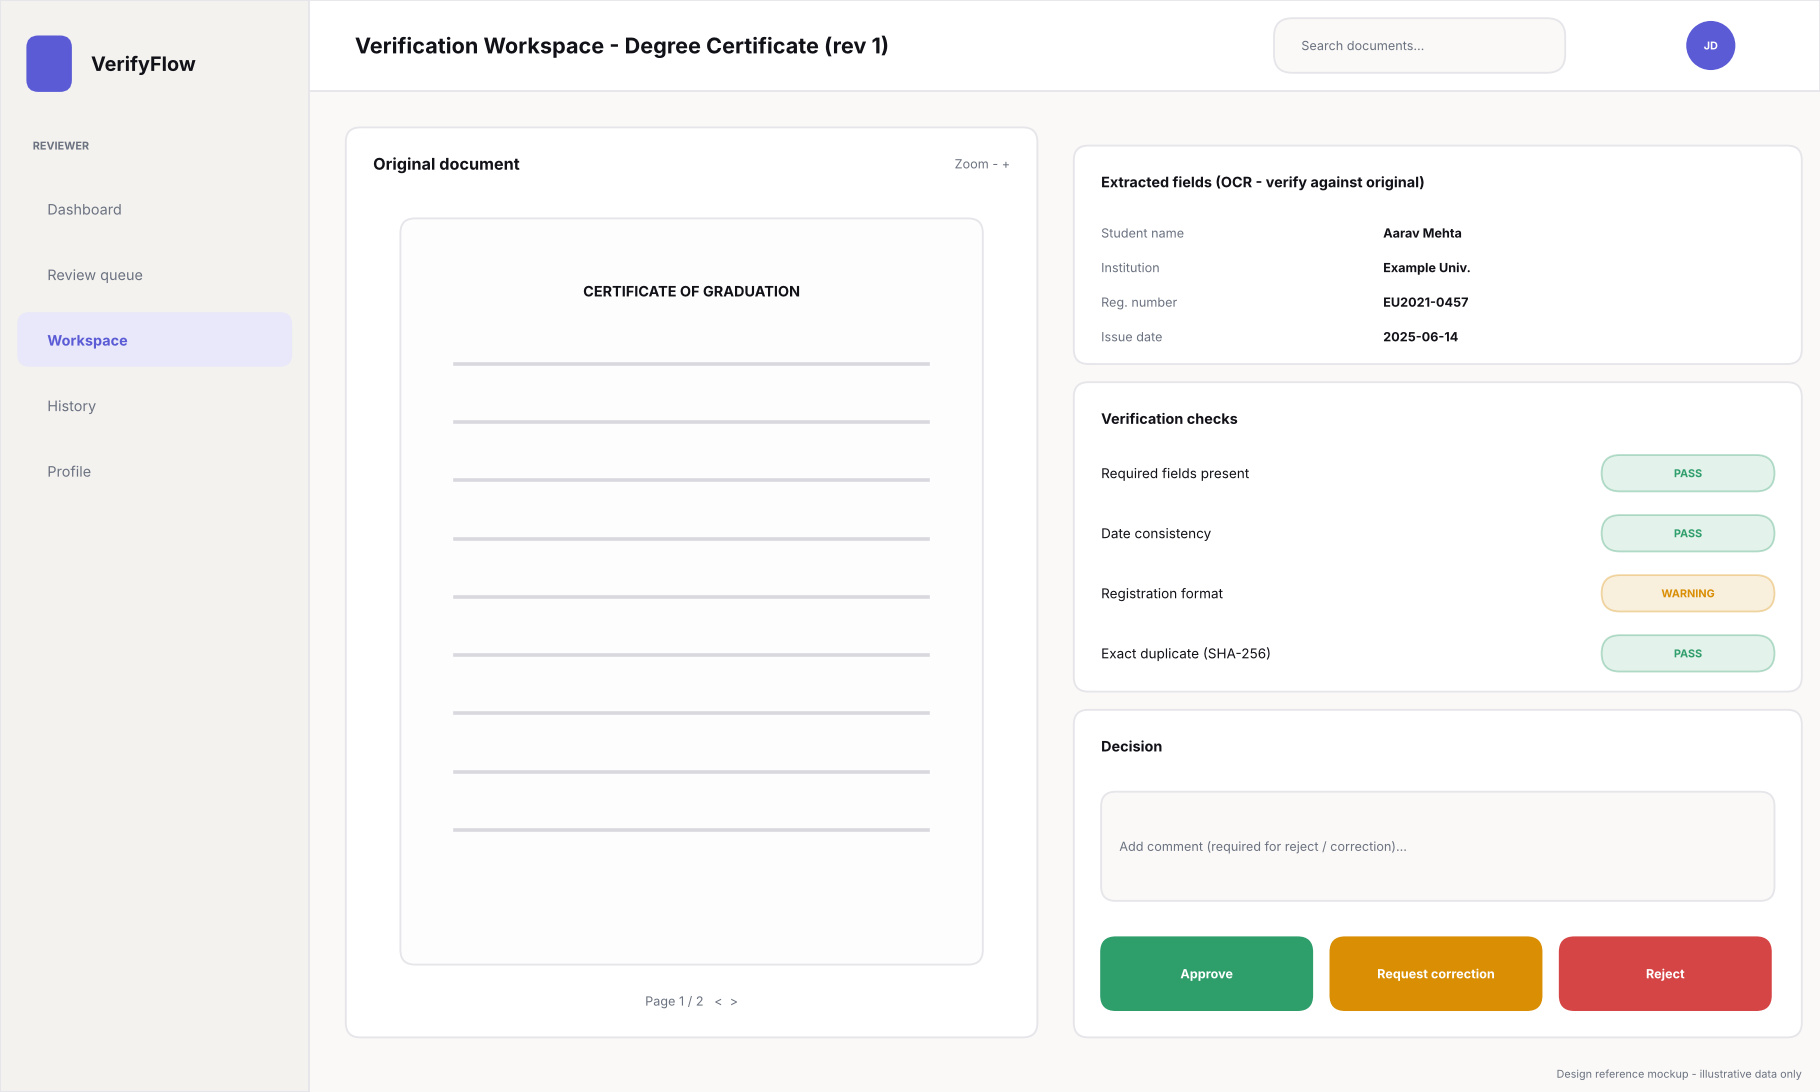 VerifyFlow
REVIEWER
Dashboard
Review queue
Workspace
History
Profile
Verification Workspace - Degree Certificate (rev 1)
Search documents...
JD
Original document
Zoom - +
CERTIFICATE OF GRADUATION
Page 1 / 2 < >
Extracted fields (OCR - verify against original)
Student name Aarav Mehta
Institution Example Univ.
Reg. number EU2021-0457
Issue date 2025-06-14
Verification checks
Required fields present PASS
Date consistency PASS
Registration format WARNING
Exact duplicate (SHA-256) PASS
Decision
Add comment (required for reject / correction)...
Approve Request correction Reject
Design reference mockup - illustrative data only